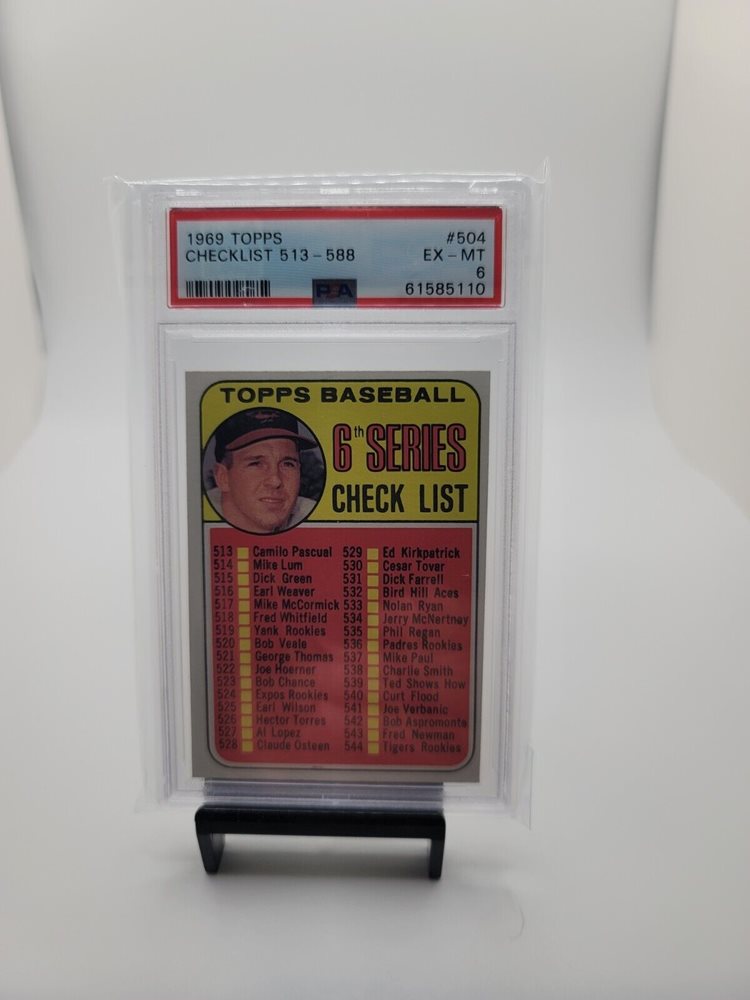 1969 TOPPS #504
CHECKLIST 513-588 EX - MT
6
PSA 61585110
TOPPS BASEBALL
6th SERIES
CHECK LIST
513 Camilo Pascual 529 Ed Kirkpatrick
514 Mike Lum 530 Cesar Tovar
515 Dick Green 531 Dick Farrell
516 Earl Weaver 532 Bird Hill Aces
517 Mike McCormick 533 Nolan Ryan
518 Fred Whitfield 534 Jerry McNertney
519 Yank Rookies 535 Phil Regan
520 Bob Veale 536 Padres Rookies
521 George Thomas 537 Mike Paul
522 Joe Hoerner 538 Charlie Smith
523 Bob Chance 539 Ted Shows How
524 Expos Rookies 540 Curt Flood
525 Earl Wilson 541 Joe Verbanic
526 Hector Torres 542 Bob Aspromonte
527 Al Lopez 543 Fred Newman
528 Claude Osteen 544 Tigers Rookies